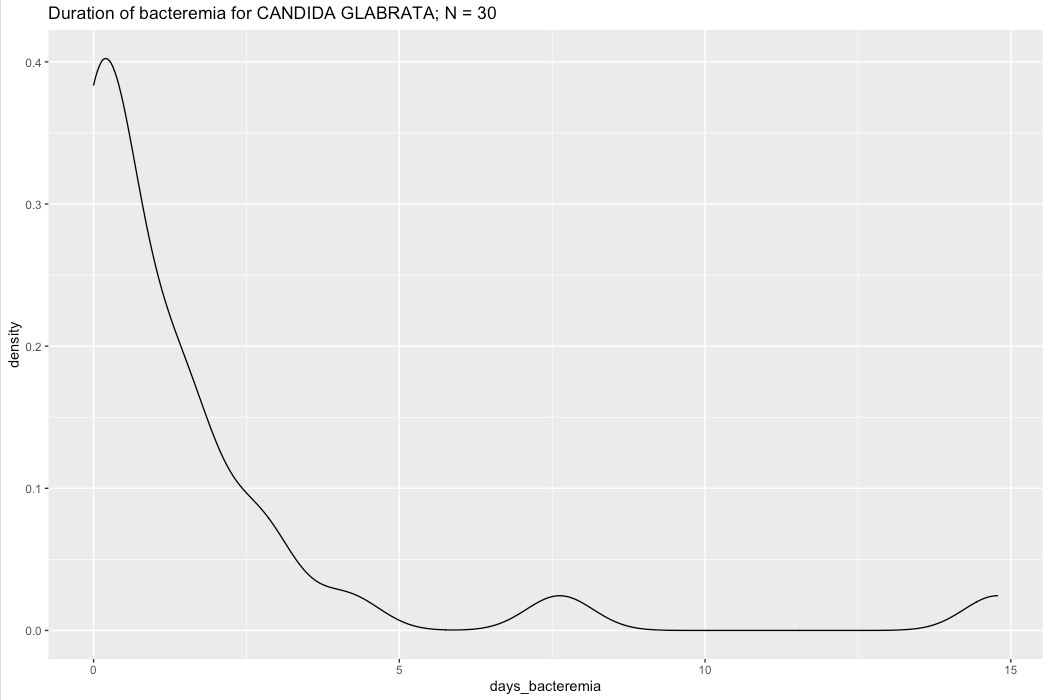 Duration of bacteremia for CANDIDA GLABRATA; N = 30
density
0.4
0.3
0.2
0.1
0.0
0 5 10 15
days_bacteremia